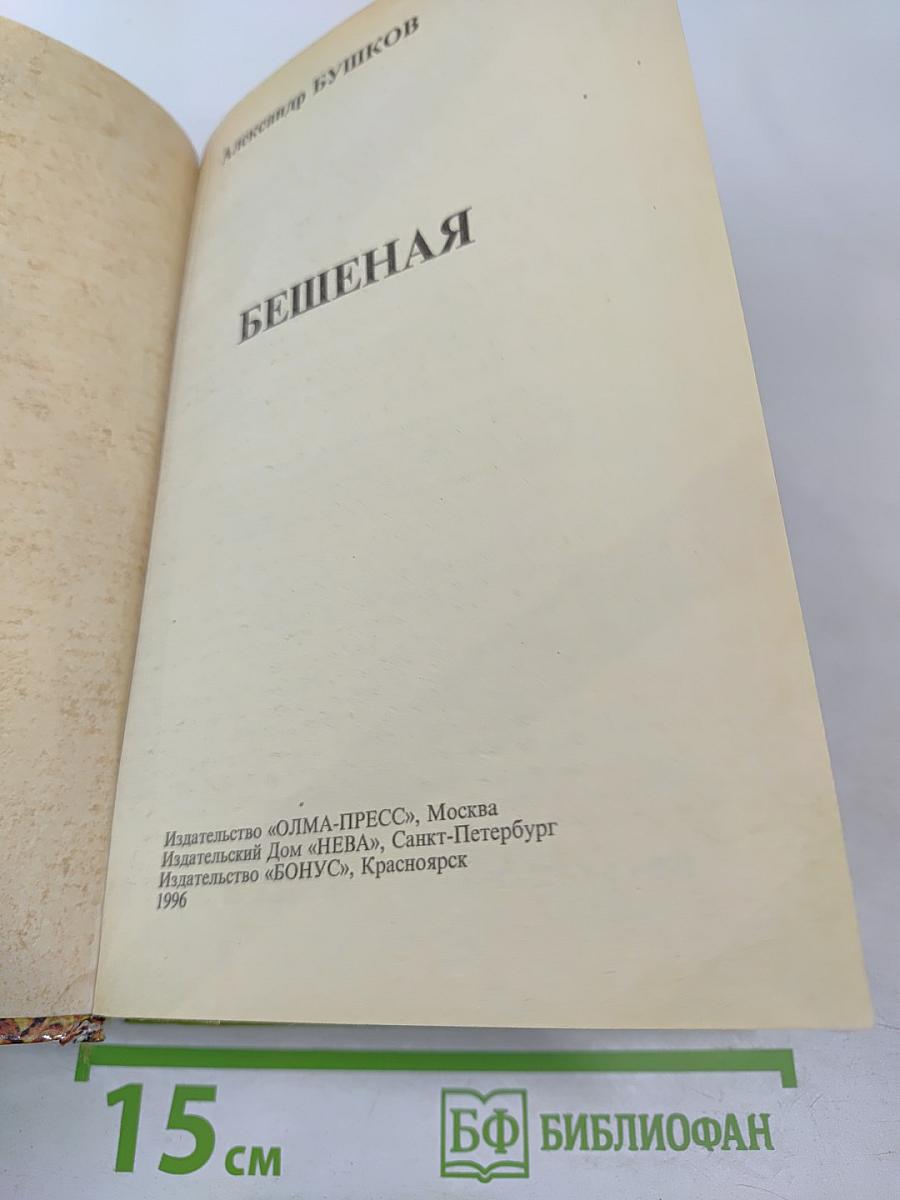 Александр БУШКОВ
БЕШЕНАЯ
Издательство «ОЛМА-ПРЕСС», Москва
Издательский Дом «НЕВА», Санкт-Петербург
Издательство «БОНУС», Красноярск
1996
15 см
БФ БИБЛИОФАН